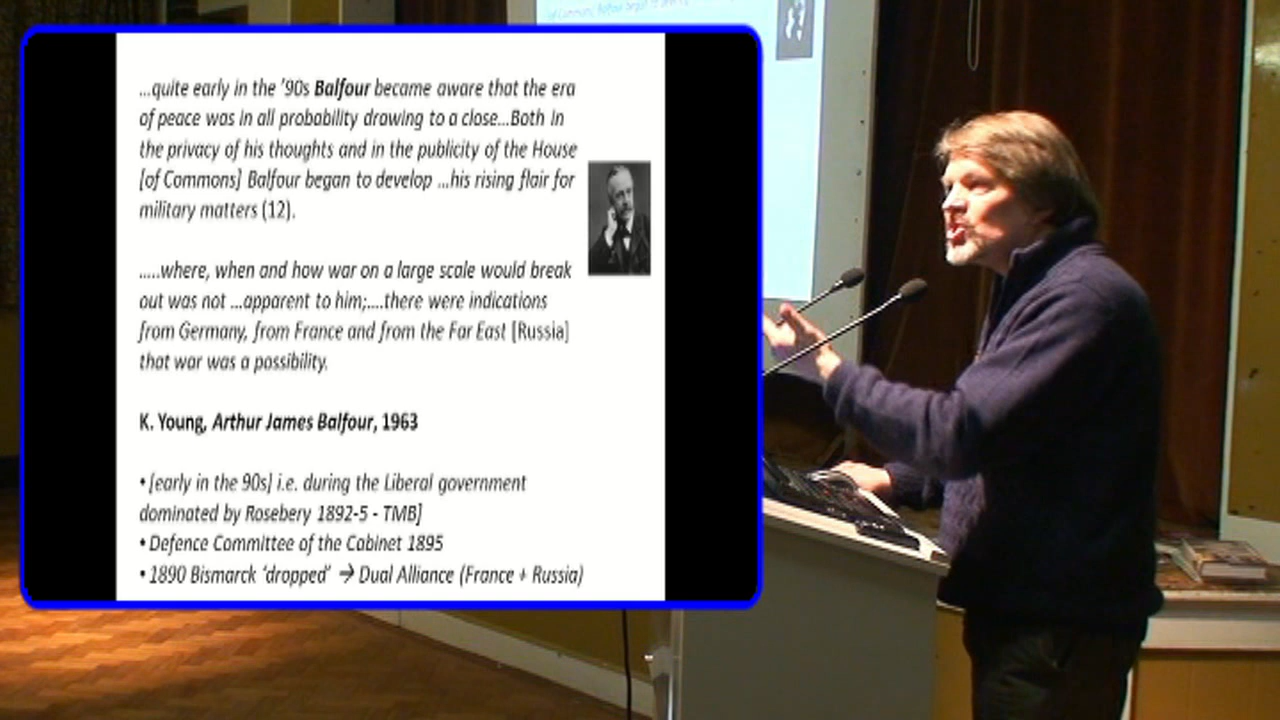 ...quite early in the '90s Balfour became aware that the era
of peace was in all probability drawing to a close...Both in
the privacy of his thoughts and in the publicity of the House
[of Commons] Balfour began to develop ...his rising flair for
military matters (12).
.....where, when and how war on a large scale would break
out was not ...apparent to him;....there were indications
from Germany, from France and from the Far East [Russia]
that war was a possibility.
K. Young, Arthur James Balfour, 1963
• [early in the 90s] i.e. during the Liberal government
dominated by Rosebery 1892-5 - TMB]
• Defence Committee of the Cabinet 1895
• 1890 Bismarck 'dropped' → Dual Alliance (France + Russia)
of Commons] Balfour began to